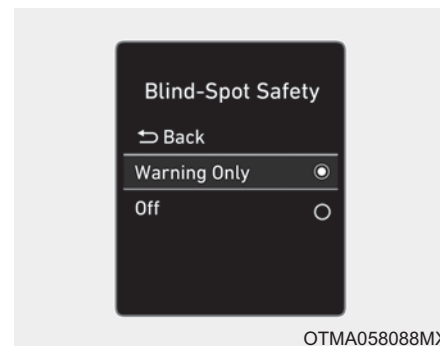 Blind-Spot Safety
Back
Warning Only
Off
OTMA058088MX